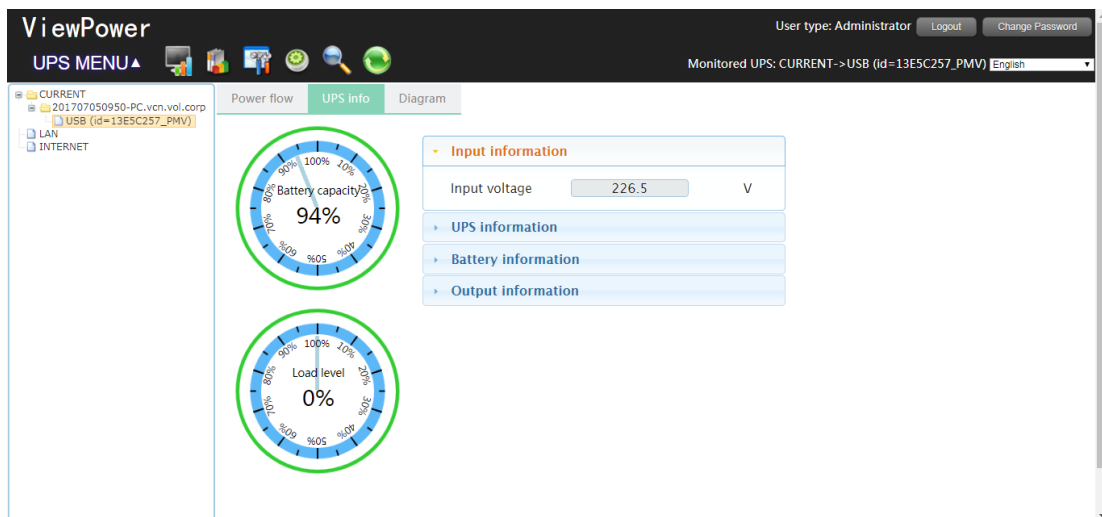 ViewPower
User type: Administrator Logout Change Password
UPS MENU▲
Monitored UPS: CURRENT->USB (id=13E5C257_PMV) English
CURRENT
201707050950-PC.vcn.vol.corp
USB (id=13E5C257_PMV)
LAN
INTERNET
Power flow UPS info Diagram
100%
10%
20%
30%
40%
50%
60%
70%
80%
90%
Battery capacity
94%
Input information
Input voltage 226.5 V
UPS information
Battery information
Output information
100%
10%
20%
30%
40%
50%
60%
70%
80%
90%
Load level
0%